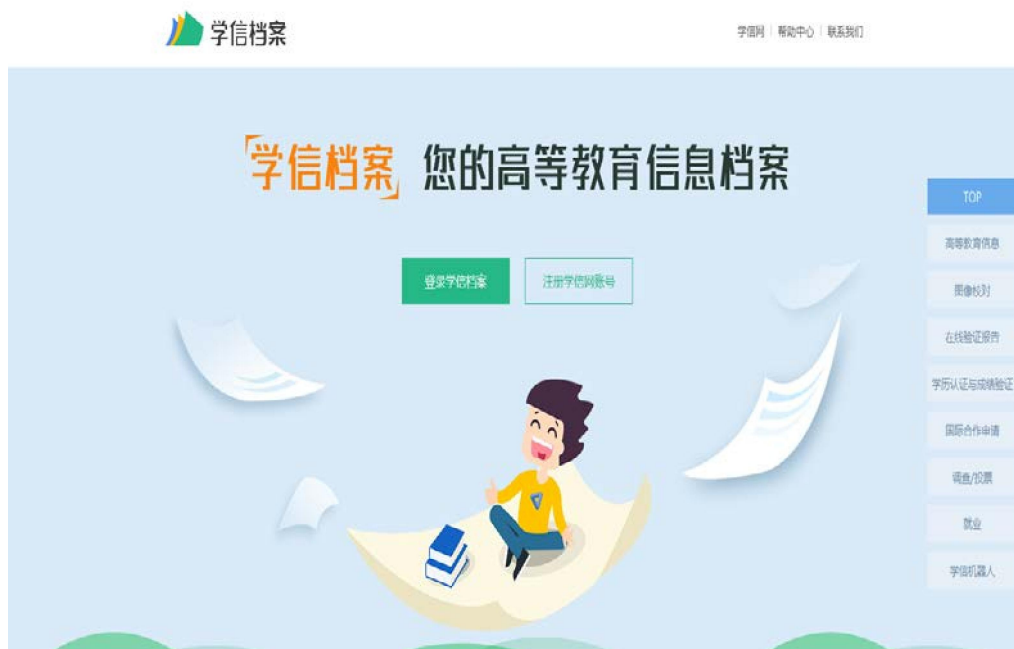 学信档案
学信网 | 帮助中心 | 联系我们
学信档案 您的高等教育信息档案
登录学信档案 注册学信网账号
TOP
高等教育信息
图像校对
在线验证报告
学历认证与成绩验证
国际合作申请
调查/投票
就业
学信机器人